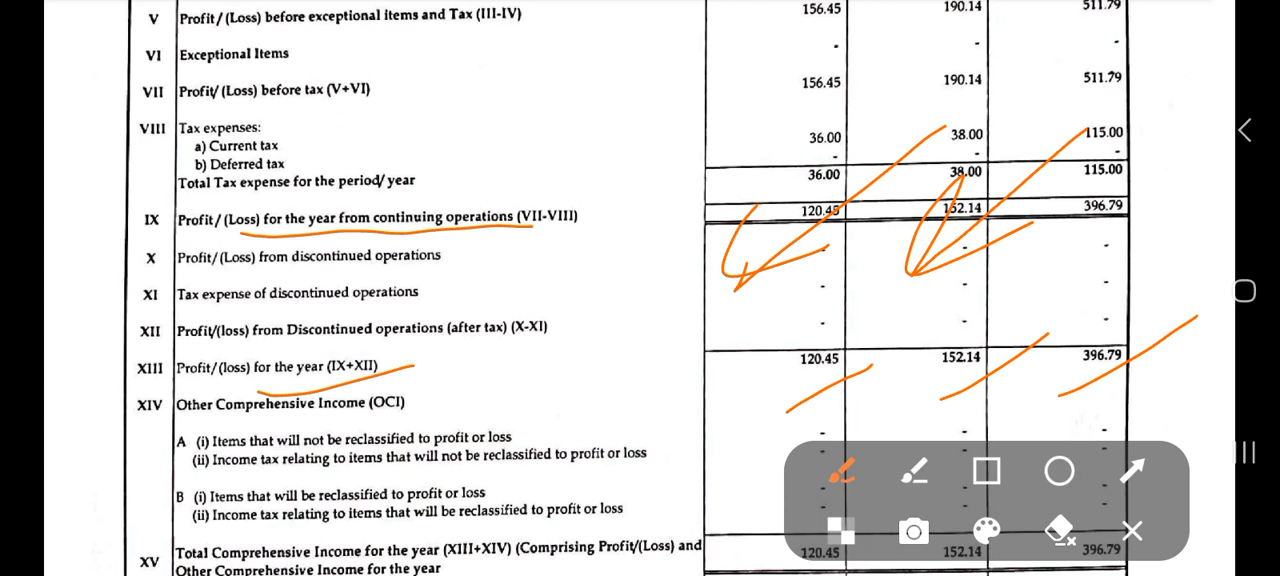 V Profit/ (Loss) before exceptional items and Tax (III-IV) 156.45 190.14 511.79
VI Exceptional Items - - -
VII Profit/ (Loss) before tax (V+VI) 156.45 190.14 511.79
VIII Tax expenses:
a) Current tax 36.00 38.00 115.00
b) Deferred tax - - -
Total Tax expense for the period/ year 36.00 38.00 115.00
IX Profit/ (Loss) for the year from continuing operations (VII-VIII) 120.45 152.14 396.79
X Profit/(Loss) from discontinued operations - - -
XI Tax expense of discontinued operations - - -
XII Profit/(loss) from Discontinued operations (after tax) (X-XI) - - -
XIII Profit/(loss) for the year (IX+XII) 120.45 152.14 396.79
XIV Other Comprehensive Income (OCI)
A (i) Items that will not be reclassified to profit or loss - - -
(ii) Income tax relating to items that will not be reclassified to profit or loss - - -
B (i) Items that will be reclassified to profit or loss - - -
(ii) Income tax relating to items that will be reclassified to profit or loss - - -
XV Total Comprehensive Income for the year (XIII+XIV) (Comprising Profit/(Loss) and 120.45 152.14 396.79
Other Comprehensive Income for the year